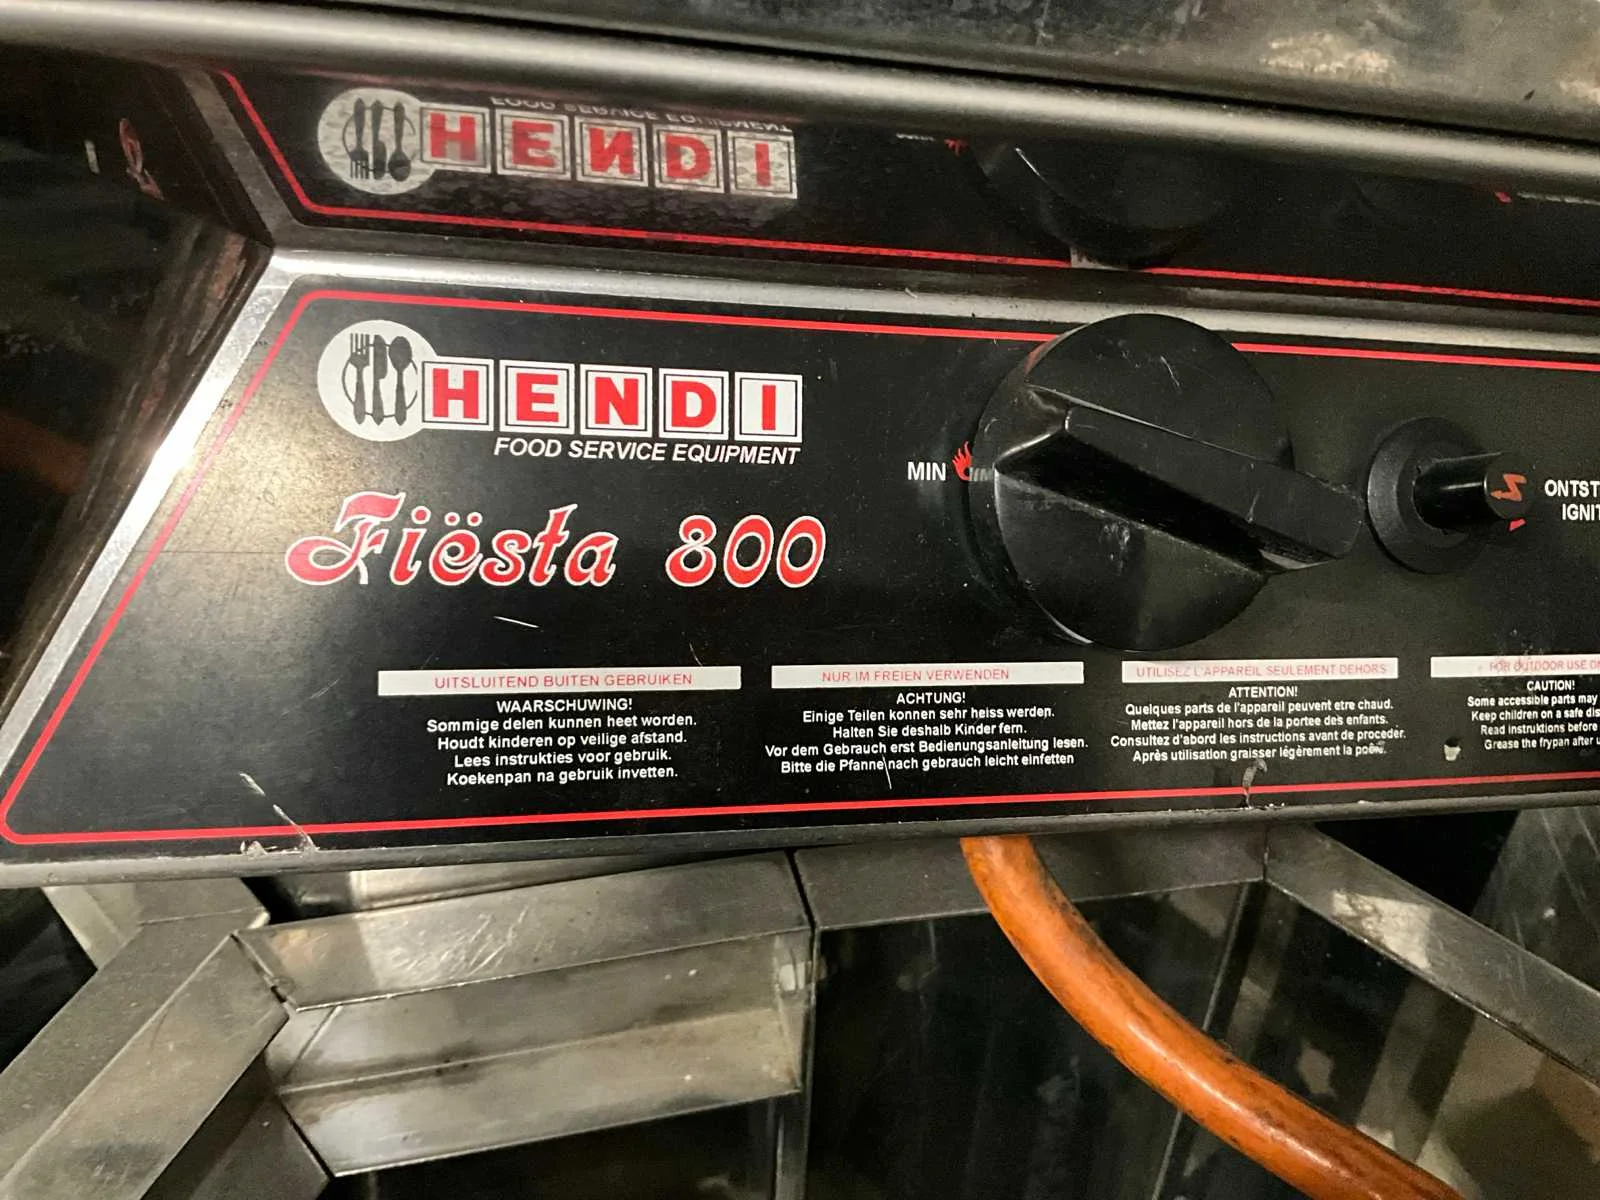 HENDI
FOOD SERVICE EQUIPMENT
Fiësta 800
MIN
UITSLUITEND BUITEN GEBRUIKEN
WAARSCHUWING!
Sommige delen kunnen heet worden.
Houdt kinderen op veilige afstand.
Lees instrukties voor gebruik.
Koekenpan na gebruik invetten.
NUR IM FREIEN VERWENDEN
ACHTUNG!
Einige Teilen konnen sehr heiss werden.
Halten Sie deshalb Kinder fern.
Vor dem Gebrauch erst Bedienungsanleitung lesen.
Bitte die Pfanne nach gebrauch leicht einfetten
UTILISEZ L'APPAREIL SEULEMENT DEHORS
ATTENTION!
Quelques parts de l'appareil peuvent etre chaud.
Mettez l'appareil hors de la portee des enfants.
Consultez d'abord les instructions avant de proceder.
Après utilisation graisser légèrement la poêle.
FOR OUTDOOR USE
CAUTION!
Some accessible parts may
Keep children on a safe
Read instruktions before
Grease the frypan after